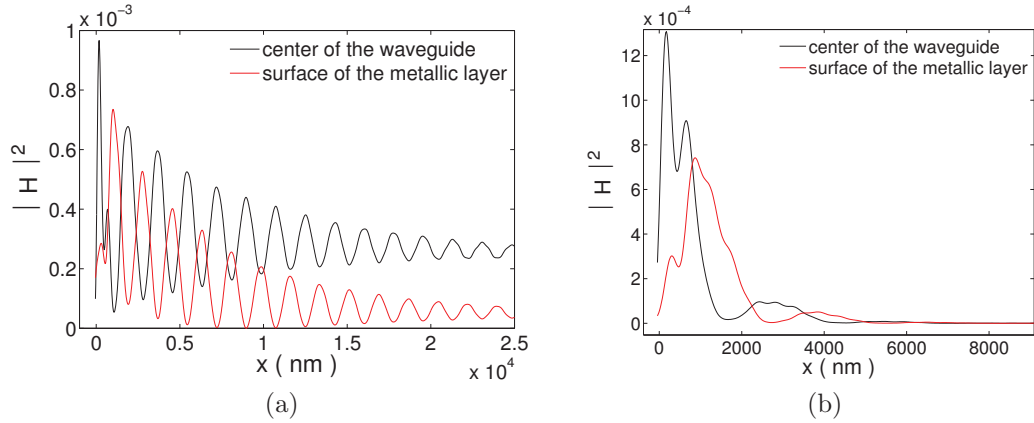 x 10⁻³
1
0.8
0.6
0.4
0.2
0
| H |²
center of the waveguide
surface of the metallic layer
0 0.5 1 1.5 2 2.5
x ( nm )
x 10⁴
(a)
x 10⁻⁴
12
10
8
6
4
2
0
| H |²
center of the waveguide
surface of the metallic layer
0 2000 4000 6000 8000
x ( nm )
(b)